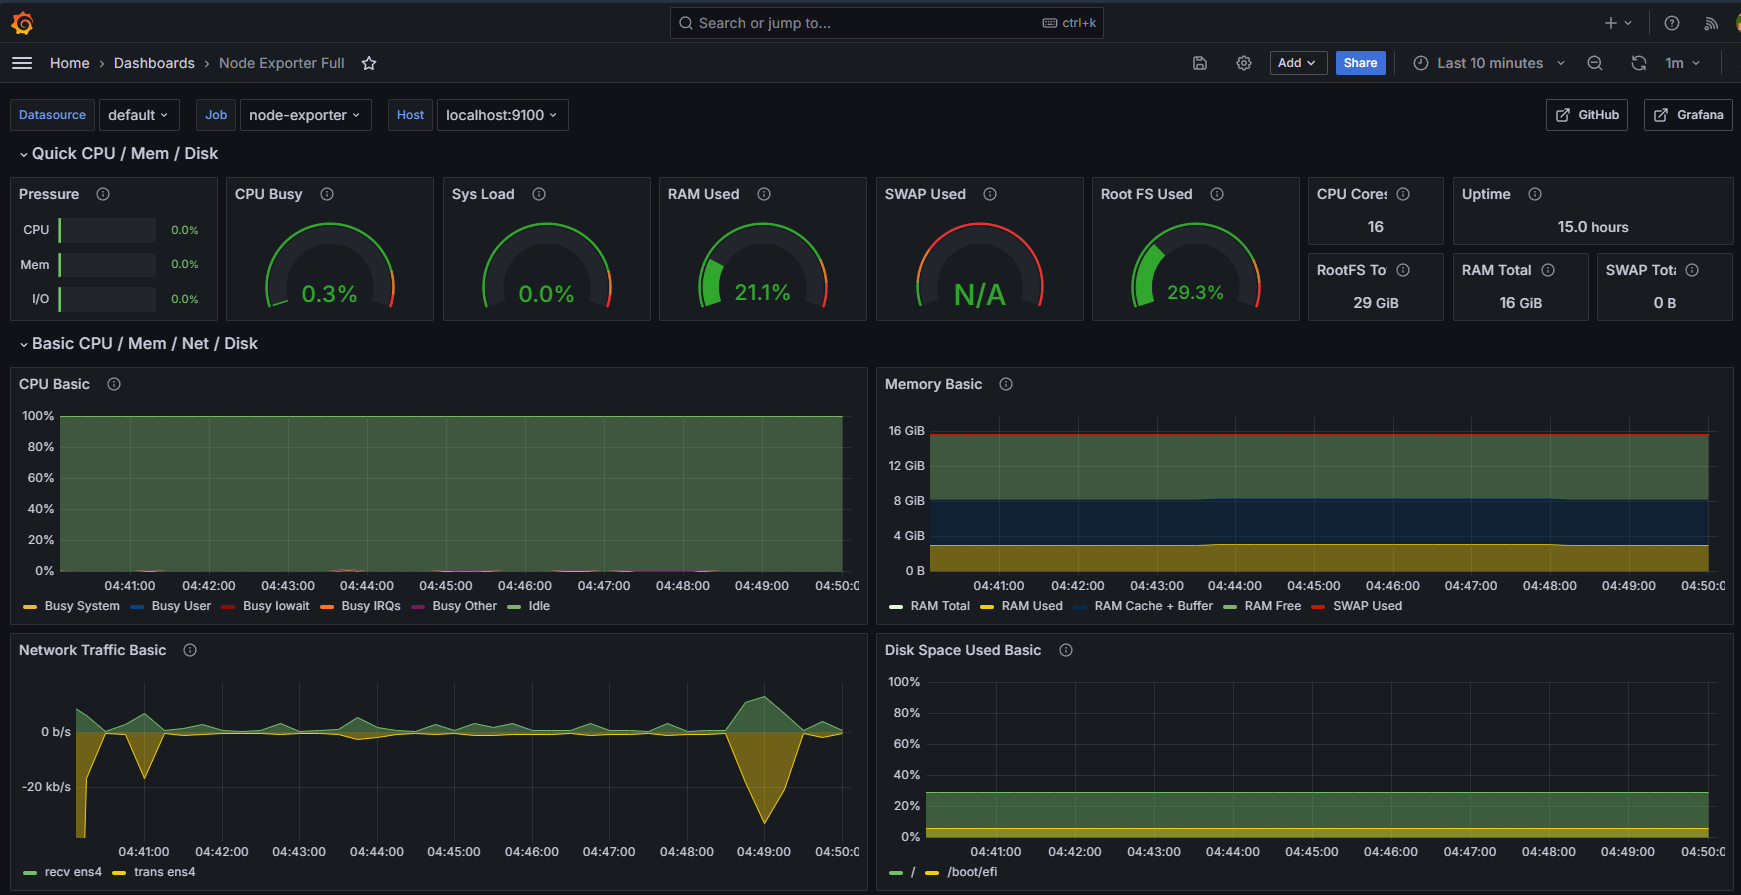 Search or jump to...
ctrl+k
Home › Dashboards › Node Exporter Full
Add
Share
Last 10 minutes
1m
Datasource default Job node-exporter Host localhost:9100
GitHub
Grafana
Quick CPU / Mem / Disk
Pressure
CPU 0.0%
Mem 0.0%
I/O 0.0%
CPU Busy
0.3%
Sys Load
0.0%
RAM Used
21.1%
SWAP Used
N/A
Root FS Used
29.3%
CPU Cores
16
Uptime
15.0 hours
RootFS To
29 GiB
RAM Total
16 GiB
SWAP Tota
0 B
Basic CPU / Mem / Net / Disk
CPU Basic
100%
80%
60%
40%
20%
0%
04:41:00 04:42:00 04:43:00 04:44:00 04:45:00 04:46:00 04:47:00 04:48:00 04:49:00 04:50:0
Busy System Busy User Busy Iowait Busy IRQs Busy Other Idle
Memory Basic
16 GiB
12 GiB
8 GiB
4 GiB
0 B
04:41:00 04:42:00 04:43:00 04:44:00 04:45:00 04:46:00 04:47:00 04:48:00 04:49:00 04:50:0
RAM Total RAM Used RAM Cache + Buffer RAM Free SWAP Used
Network Traffic Basic
0 b/s
-20 kb/s
04:41:00 04:42:00 04:43:00 04:44:00 04:45:00 04:46:00 04:47:00 04:48:00 04:49:00 04:50:0
recv ens4 trans ens4
Disk Space Used Basic
100%
80%
60%
40%
20%
0%
04:41:00 04:42:00 04:43:00 04:44:00 04:45:00 04:46:00 04:47:00 04:48:00 04:49:00 04:50:0
/ /boot/efi